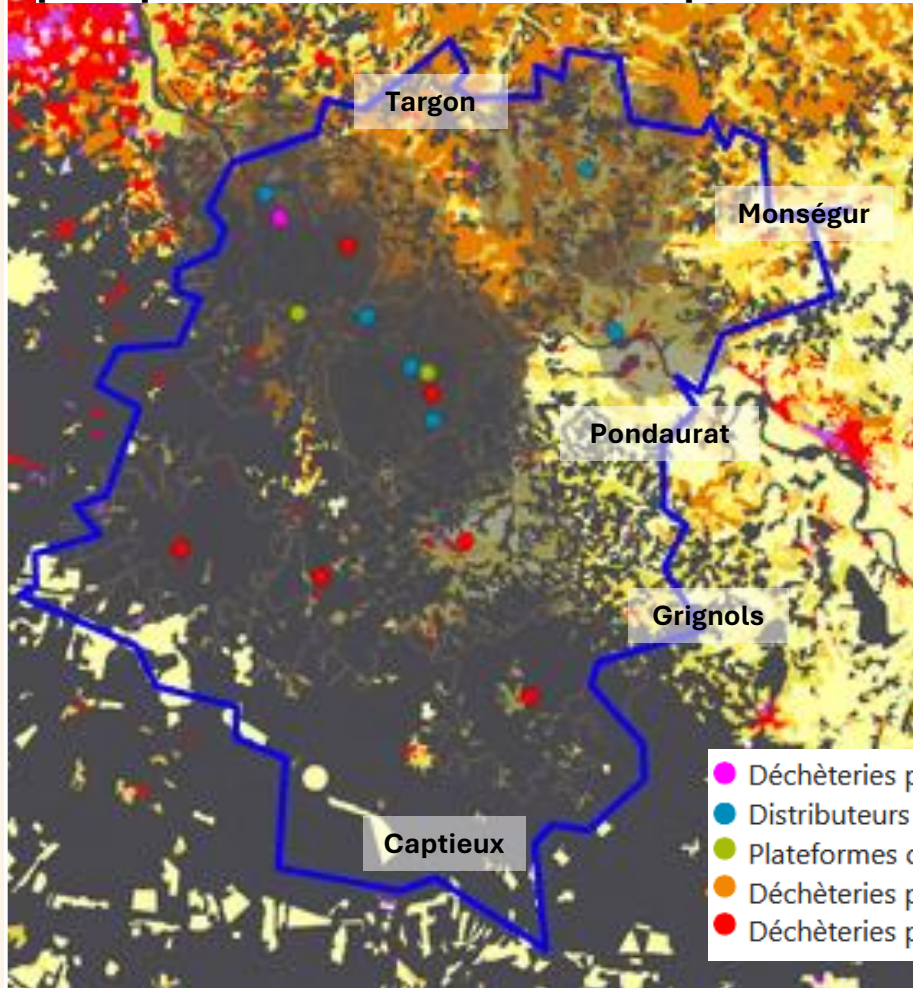 Targon
Monségur
Pondaurat
Grignols
Captieux
Déchèteries p
Distributeurs
Plateformes
Déchèteries p
Déchèteries p